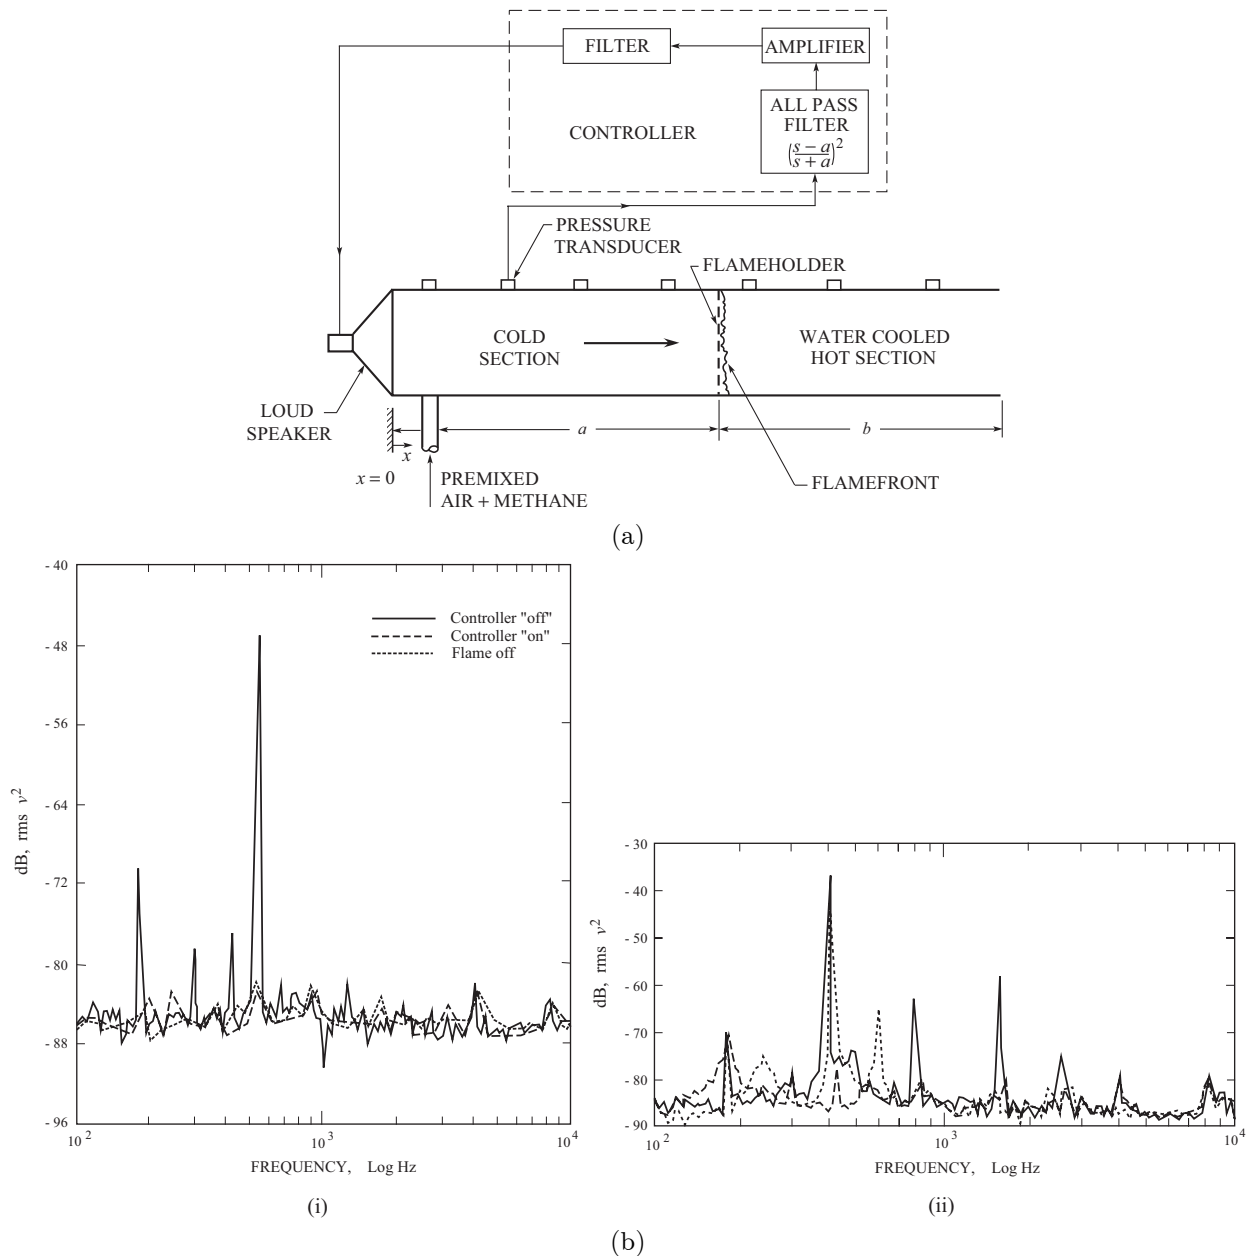 FILTER
AMPLIFIER
ALL PASS
FILTER
(s – a / s + a)²
CONTROLLER
PRESSURE
TRANSDUCER
FLAMEHOLDER
COLD
SECTION
WATER COOLED
HOT SECTION
LOUD
SPEAKER
a
b
x
x = 0
PREMIXED
AIR + METHANE
FLAMEFRONT
(a)
- 40
- 48
- 56
- 64
- 72
- 80
- 88
- 96
dB, rms v²
Controller "off"
Controller "on"
Flame off
10²
10³
10⁴
FREQUENCY, Log Hz
(i)
- 30
- 40
- 50
- 60
- 70
- 80
- 90
dB, rms v²
10²
10³
10⁴
FREQUENCY, Log Hz
(ii)
(b)